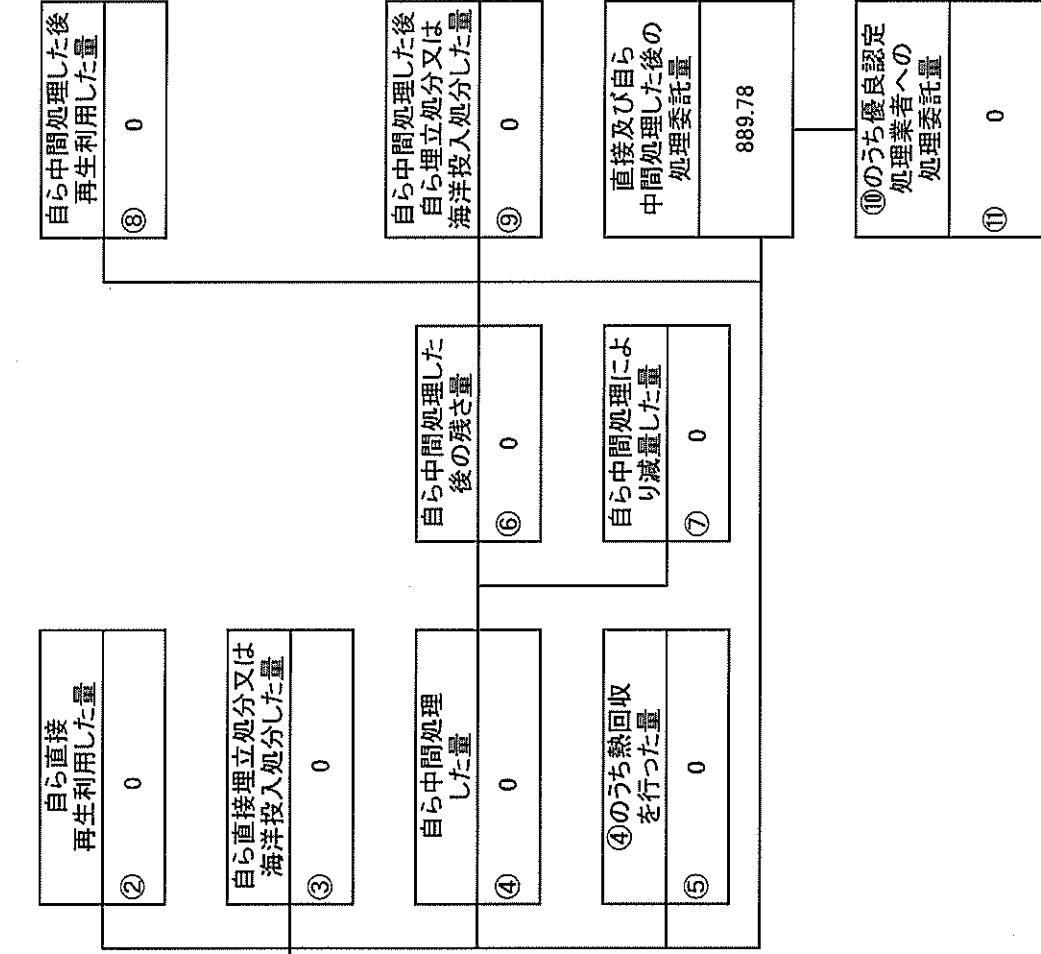 自ら直接
再生利用した量
②
0
自ら直接埋立処分又は
海洋投入処分した量
③
0
自ら中間処理
した量
④
0
④のうち熱回収
を行った量
⑤
0
自ら中間処理した
後の残さ量
⑥
0
自ら中間処理によ
り減量した量
⑦
0
自ら中間処理した後
再生利用した量
⑧
0
自ら中間処理した後
自ら埋立処分又は
海洋投入処分した量
⑨
0
直接及び自ら
中間処理した後の
処理委託量
889.78
⑩のうち優良認定
処理業者への
処理委託量
⑪
0